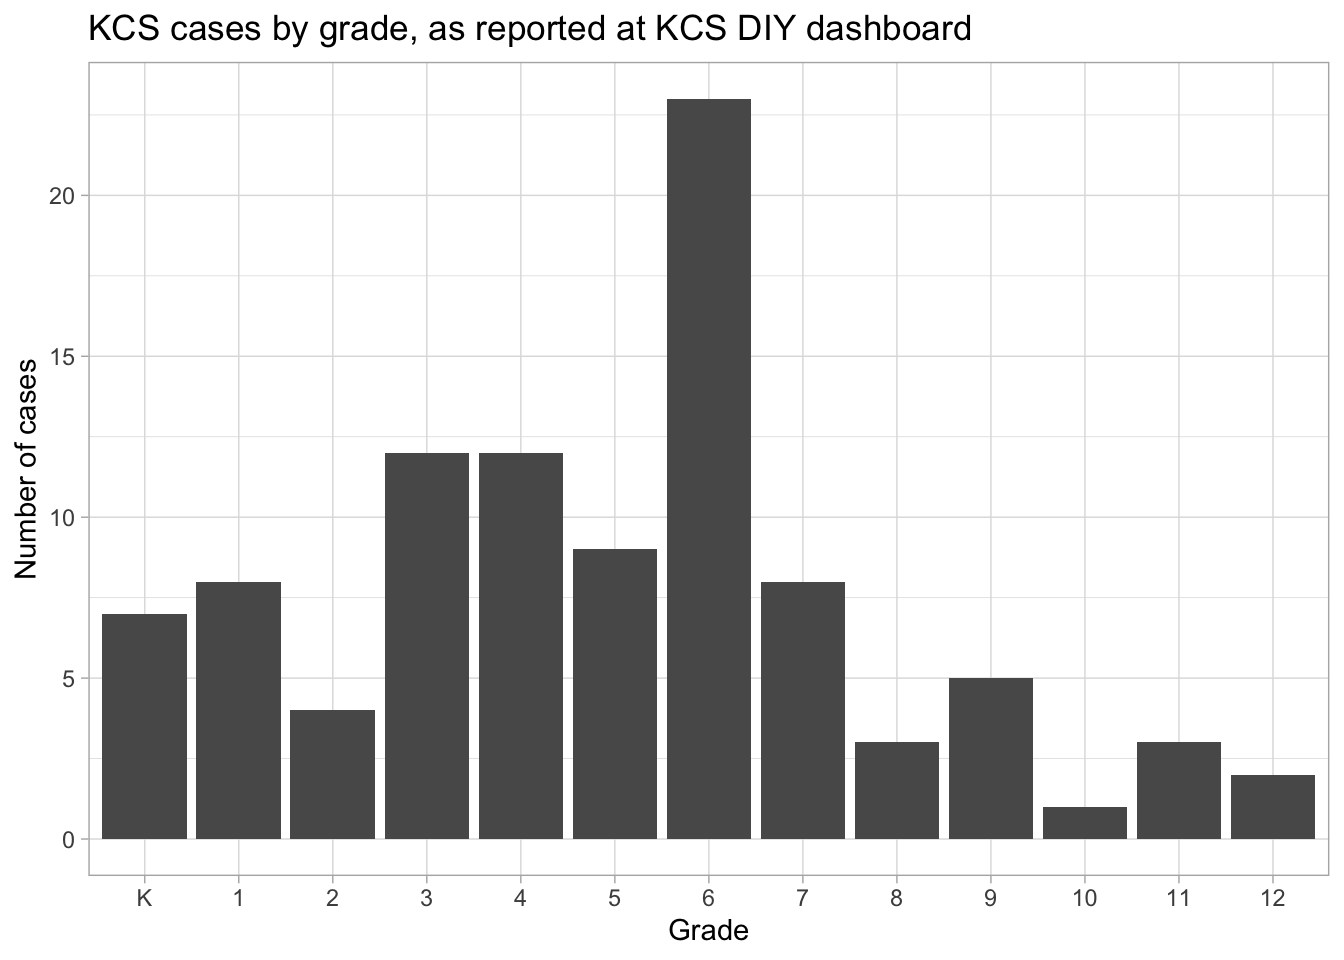 KCS cases by grade, as reported at KCS DIY dashboard
Number of cases
20
15
10
5
0
K 1 2 3 4 5 6 7 8 9 10 11 12
Grade